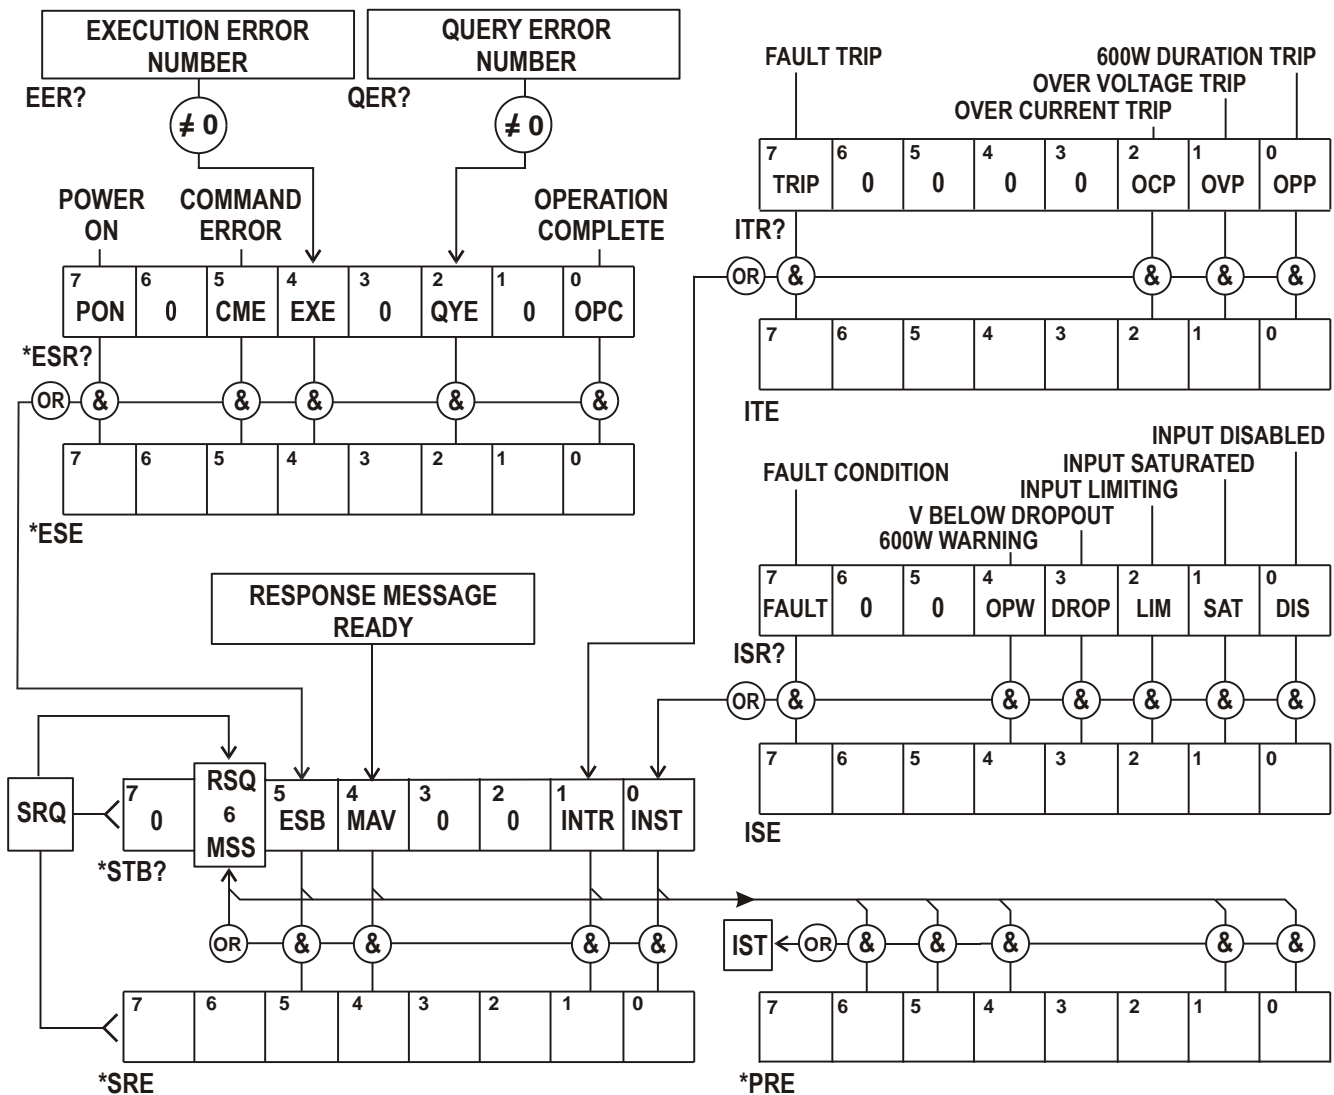 EXECUTION ERROR
NUMBER
EER?
≠ 0
QUERY ERROR
NUMBER
QER?
≠ 0
POWER
ON
COMMAND
ERROR
OPERATION
COMPLETE
7 6 5 4 3 2 1 0
PON 0 CME EXE 0 QYE 0 OPC
*ESR?
OR & & & & &
7 6 5 4 3 2 1 0
*ESE
RESPONSE MESSAGE
READY
SRQ
7 RSQ 5 4 3 2 1 0
0 6 ESB MAV 0 0 INTR INST
MSS
*STB?
OR & & & &
7 6 5 4 3 2 1 0
*SRE
FAULT TRIP
600W DURATION TRIP
OVER VOLTAGE TRIP
OVER CURRENT TRIP
7 6 5 4 3 2 1 0
TRIP 0 0 0 0 OCP OVP OPP
ITR?
OR & & & &
7 6 5 4 3 2 1 0
ITE
INPUT DISABLED
INPUT SATURATED
FAULT CONDITION
INPUT LIMITING
V BELOW DROPOUT
600W WARNING
7 6 5 4 3 2 1 0
FAULT 0 0 OPW DROP LIM SAT DIS
ISR?
OR & & & & & &
7 6 5 4 3 2 1 0
ISE
IST OR & & & & &
7 6 5 4 3 2 1 0
*PRE